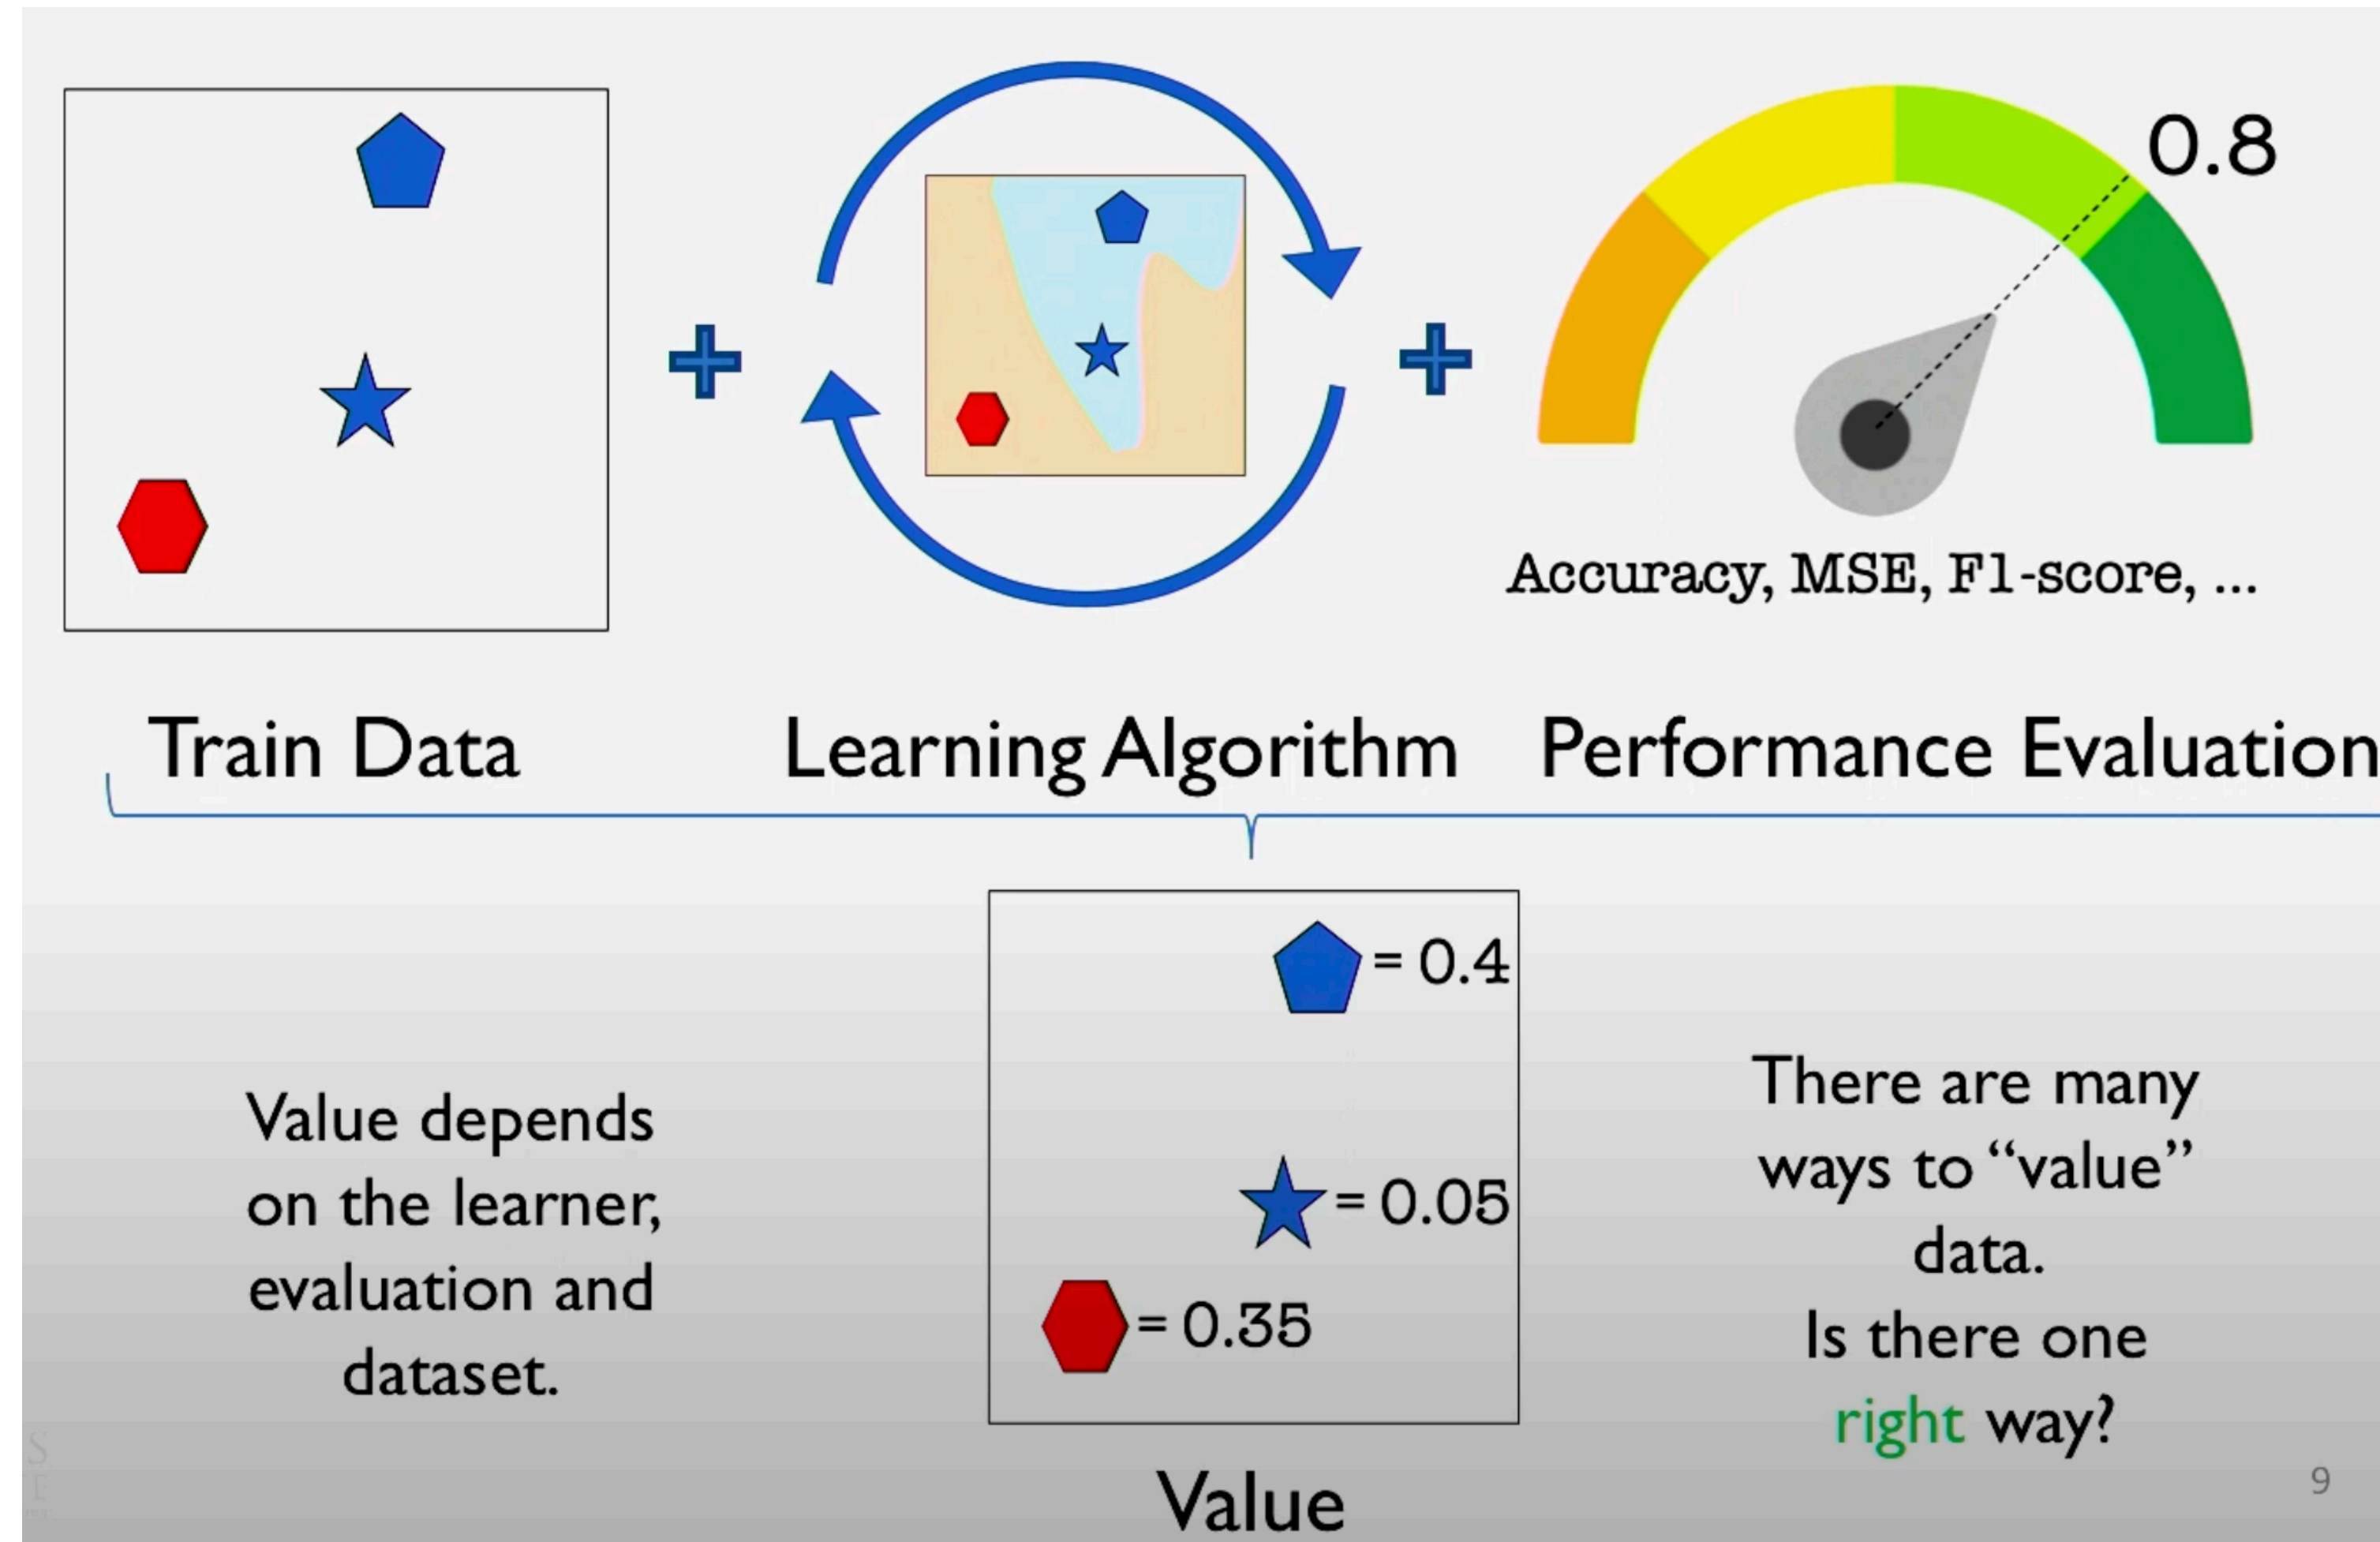 0.8
Accuracy, MSE, F1-score, ...
Train Data
Learning Algorithm
Performance Evaluation
Value depends
on the learner,
evaluation and
dataset.
= 0.4
= 0.05
= 0.35
Value
There are many
ways to “value”
data.
Is there one
right way?
9